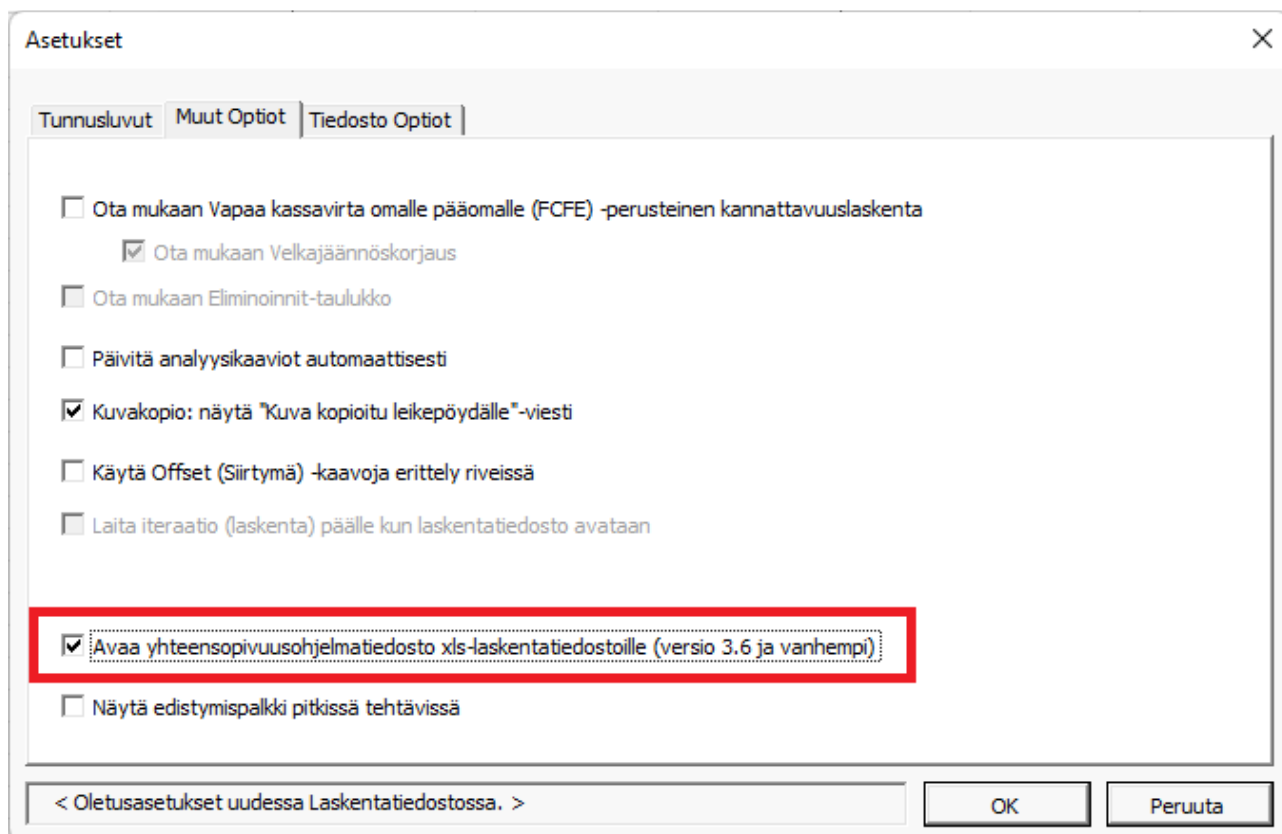 Asetukset
Tunnusluvut Muut Optiot Tiedosto Optiot
Ota mukaan Vapaa kassavirta omalle pääomalle (FCFE) -perusteinen kannattavuuslaskenta
Ota mukaan Velkajäännöskorjaus
Ota mukaan Eliminoinnit-taulukko
Päivitä analyysikaaviot automaattisesti
Kuvakopio: näytä "Kuva kopioitu leikepöydälle"-viesti
Käytä Offset (Siirtymä) -kaavoja erittely riveissä
Laita iteraatio (laskenta) päälle kun laskentatiedosto avataan
Avaa yhteensopivuusohjelmatiedosto xls-laskentatiedostoille (versio 3.6 ja vanhempi)
Näytä edistymispalkki pitkissä tehtävissä
< Oletusasetukset uudessa Laskentatiedostossa. > OK Peruuta